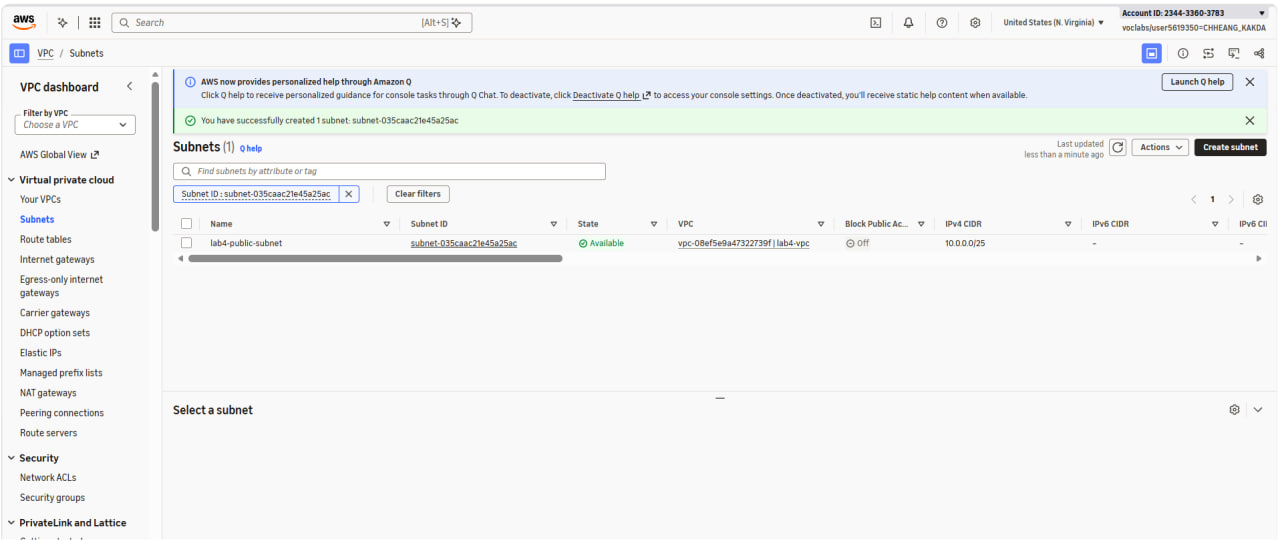 aws
Search
[Alt+S]
United States (N. Virginia)
Account ID: 2344-3360-3783
voclabs/user5619350=CHHEANG_KAKDA
VPC / Subnets
VPC dashboard
Filter by VPC
Choose a VPC
AWS Global View
Virtual private cloud
Your VPCs
Subnets
Route tables
Internet gateways
Egress-only internet
gateways
Carrier gateways
DHCP option sets
Elastic IPs
Managed prefix lists
NAT gateways
Peering connections
Route servers
Security
Network ACLs
Security groups
PrivateLink and Lattice
AWS now provides personalized help through Amazon Q
Click Q help to receive personalized guidance for console tasks through Q Chat. To deactivate, click Deactivate Q help to access your console settings. Once deactivated, you'll receive static help content when available.
Launch Q help
You have successfully created 1 subnet: subnet-035caac21e45a25ac
Subnets (1) Q help
Last updated
less than a minute ago
Actions
Create subnet
Find subnets by attribute or tag
Subnet ID : subnet-035caac21e45a25ac
Clear filters
1
Name Subnet ID State VPC Block Public Ac... IPv4 CIDR IPv6 CIDR IPv6 CI
lab4-public-subnet subnet-035caac21e45a25ac Available vpc-08ef5e9a47322739f | lab4-vpc Off 10.0.0.0/25 – –
Select a subnet